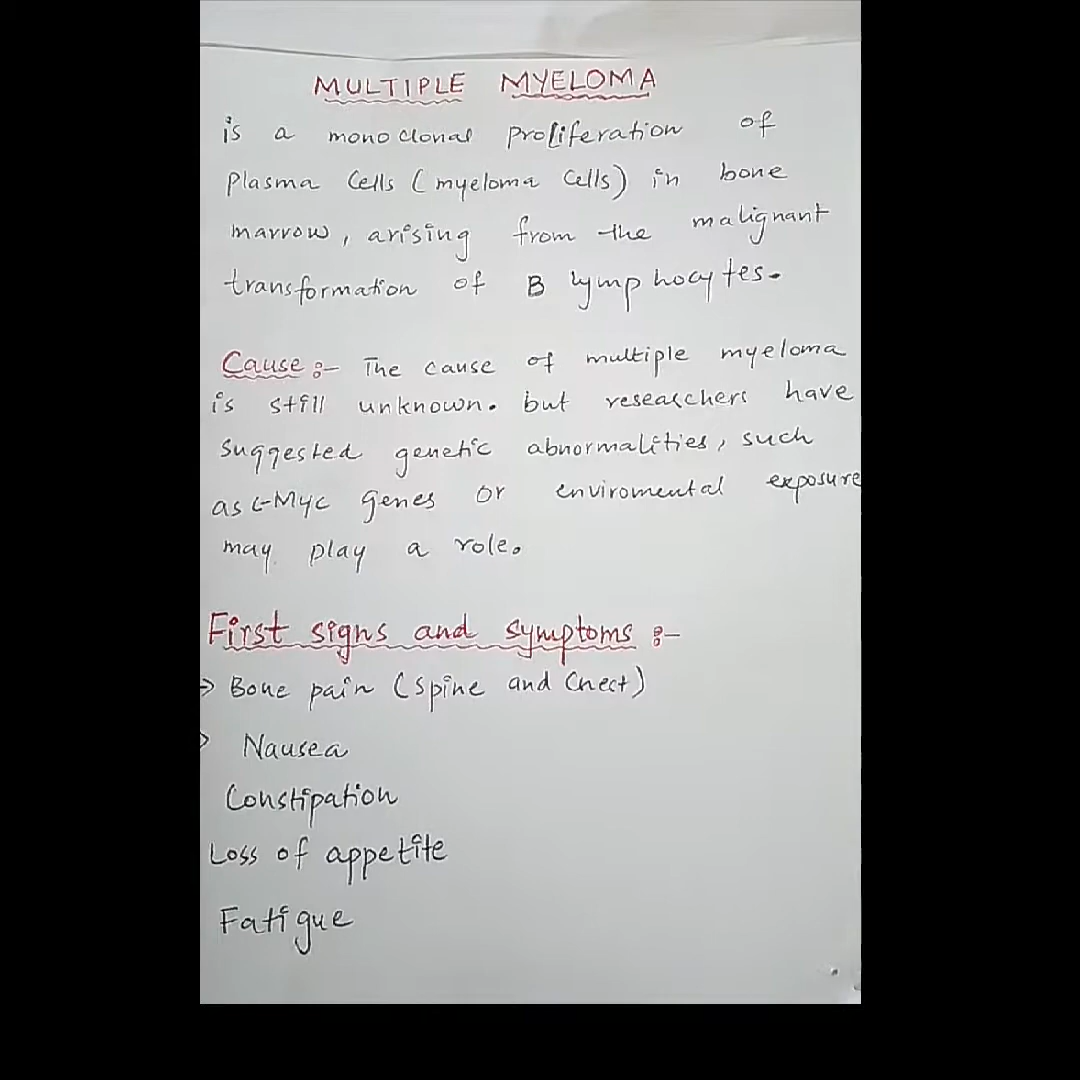 MULTIPLE MYELOMA
is a monoclonal proliferation of
Plasma Cells (myeloma Cells) in bone
marrow, arising from the malignant
transformation of B lymphocytes.
Cause :- The cause of multiple myeloma
is still unknown. but researchers have
suggested genetic abnormalities, such
as c-Myc genes or enviromental exposure
may play a role.
First signs and symptoms :-
→ Bone pain (Spine and Chest)
> Nausea
Constipation
Loss of appetite
Fatigue